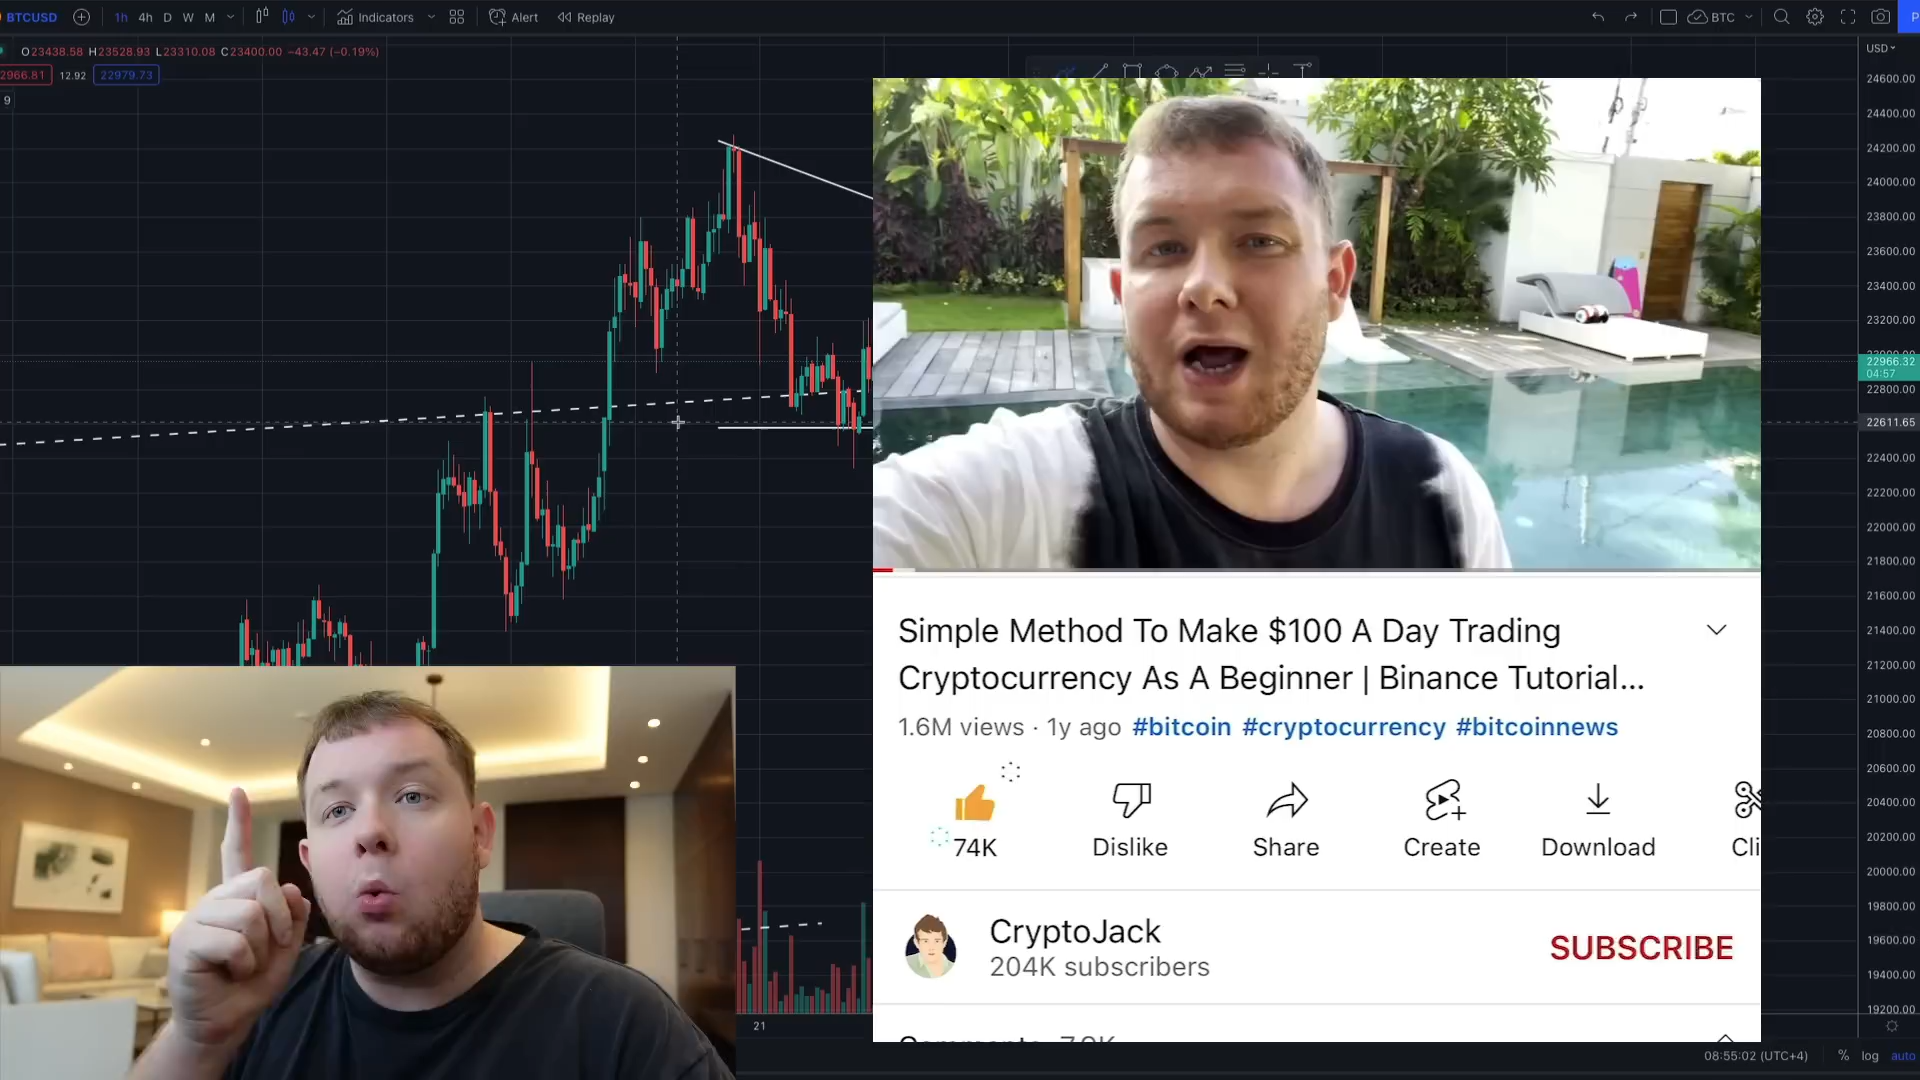 BTCUSD 1h 4h D W M Indicators Alert Replay BTC
O23438.58 H23528.93 L23310.08 C23400.00 −43.47 (−0.19%)
22966.81 12.92 22979.73
9
USD
24600.00
24400.00
24200.00
24000.00
23800.00
23600.00
23400.00
23200.00
23000.00
22966.32
04:57
22800.00
22611.65
22400.00
22200.00
22000.00
21800.00
21600.00
21400.00
21200.00
21000.00
20800.00
20600.00
20400.00
20200.00
20000.00
19800.00
19600.00
19400.00
19200.00
Simple Method To Make $100 A Day Trading
Cryptocurrency As A Beginner | Binance Tutorial...
1.6M views · 1y ago #bitcoin #cryptocurrency #bitcoinnews
74K Dislike Share Create Download Cli
CryptoJack
204K subscribers
SUBSCRIBE
21
08:55:02 (UTC+4) % log auto